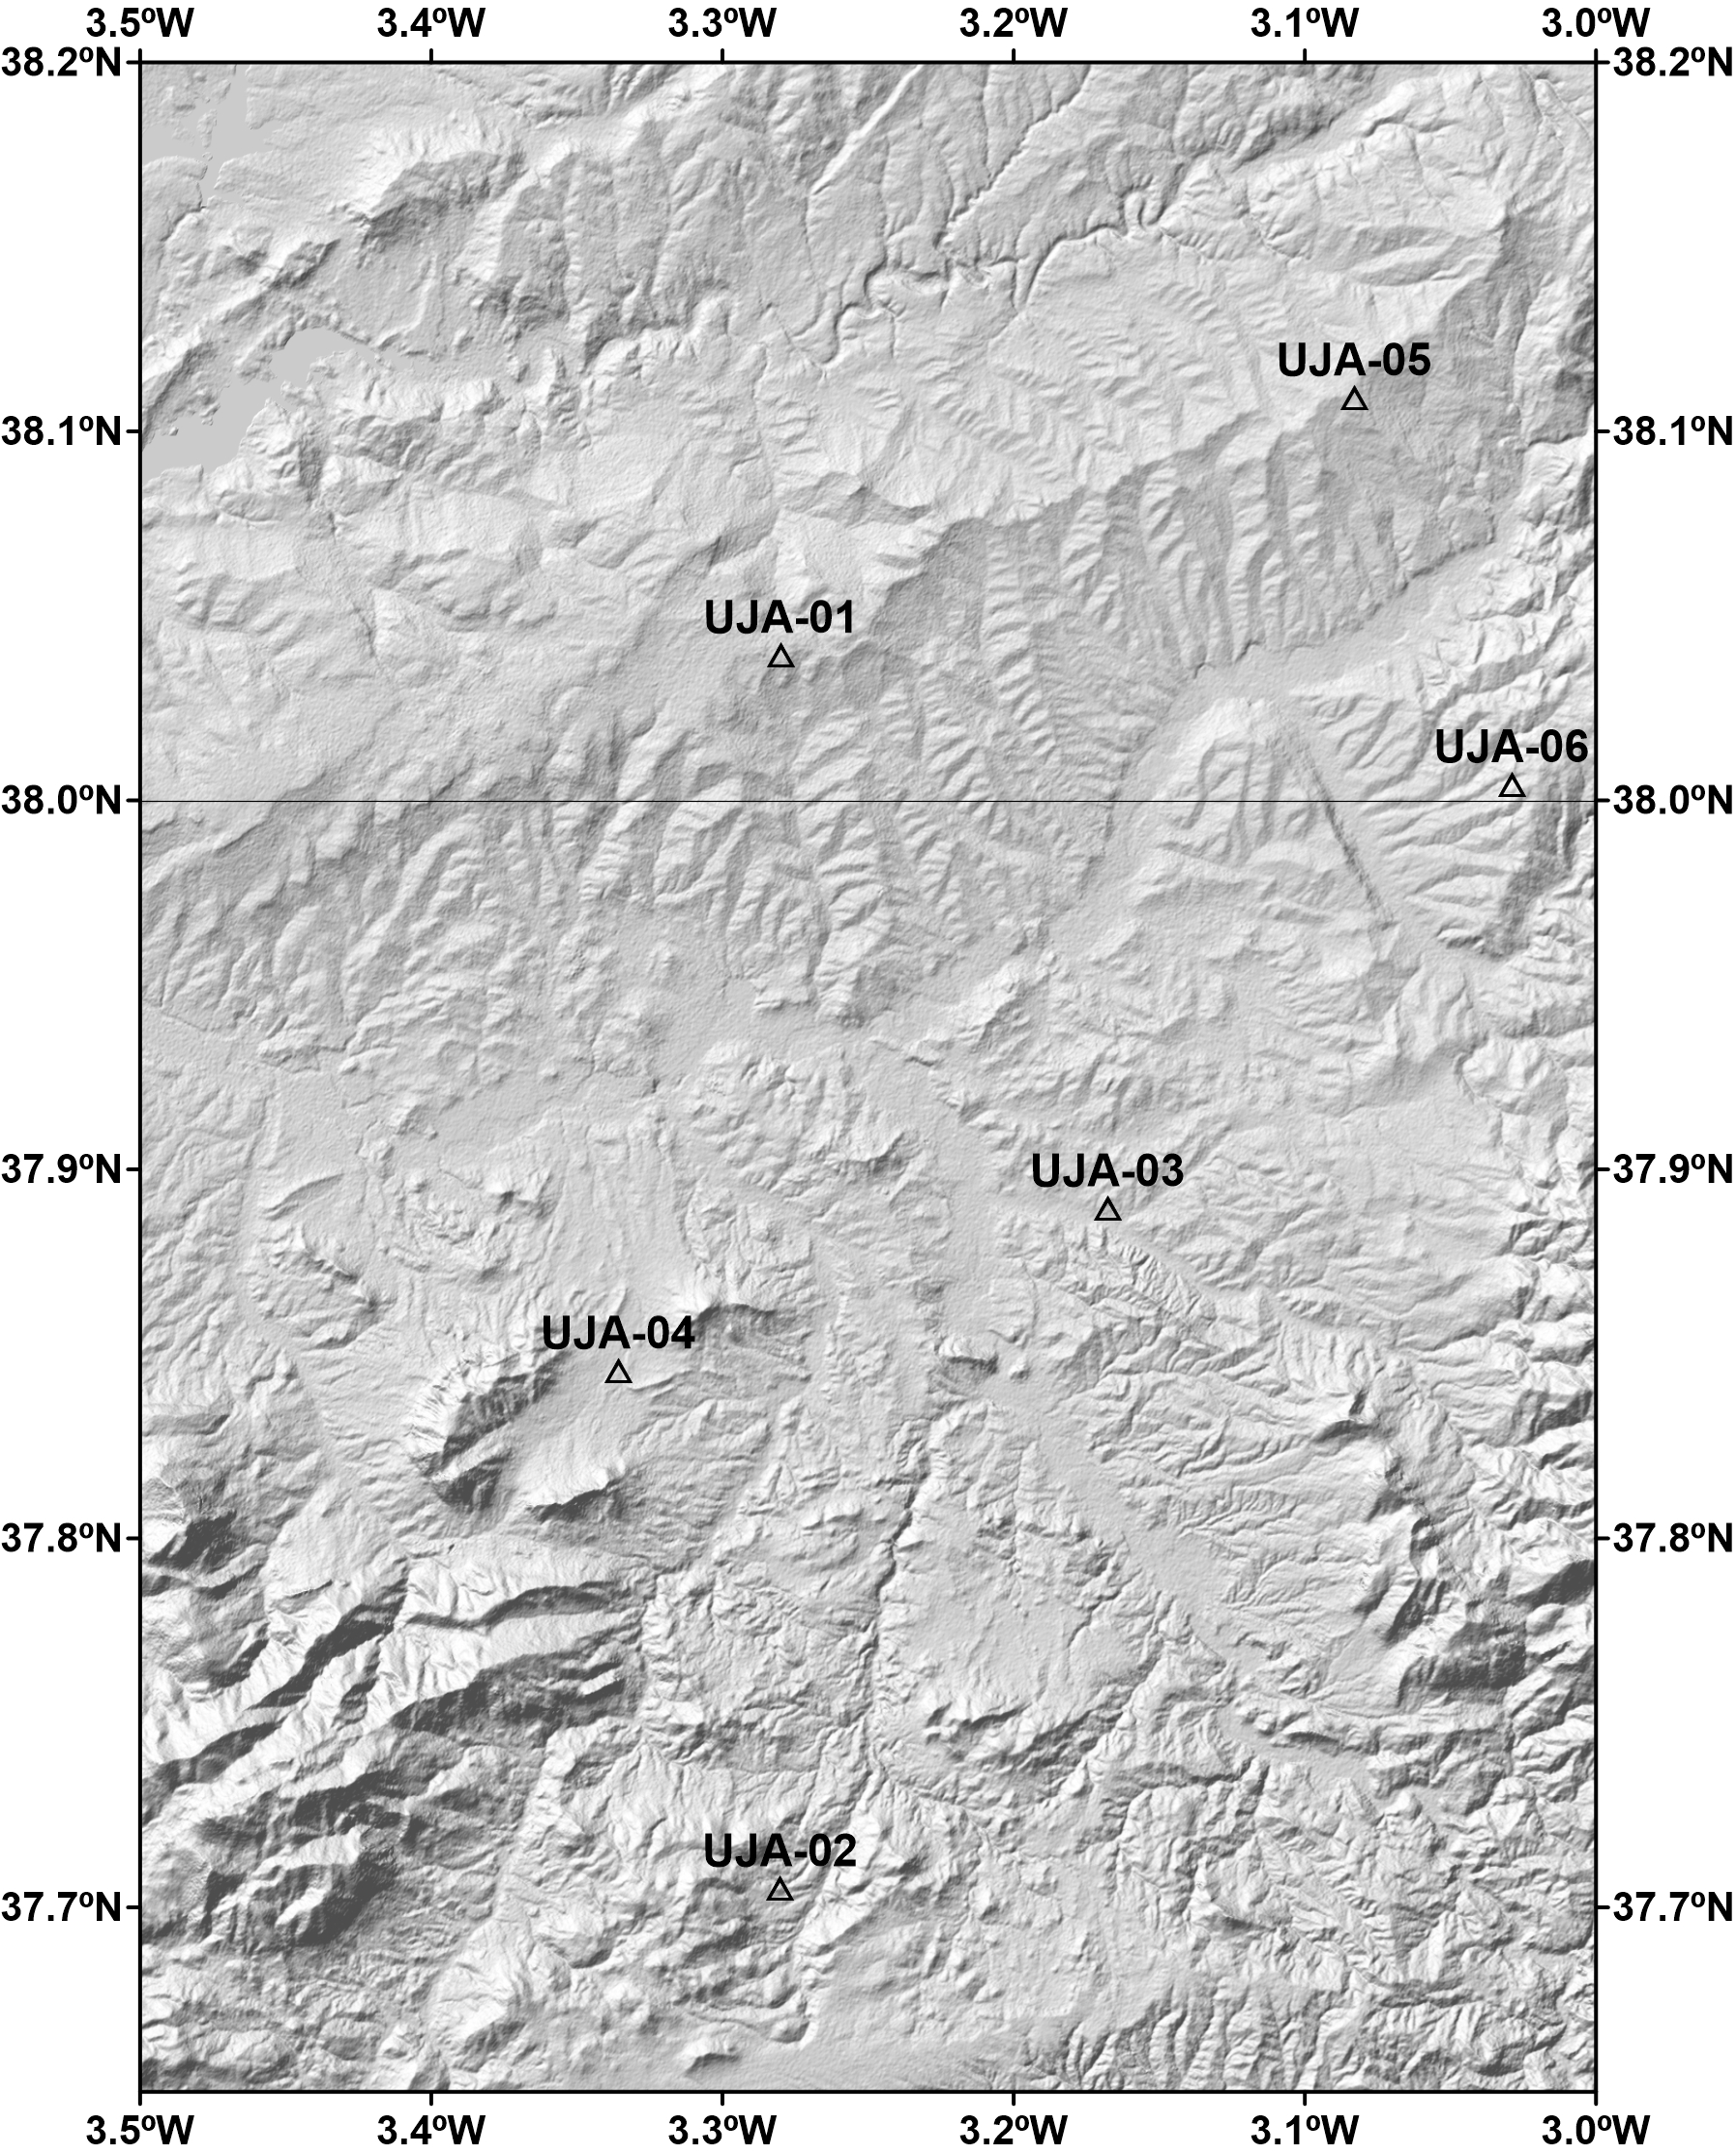 3.5ºW 3.4ºW 3.3ºW 3.2ºW 3.1ºW 3.0ºW
38.2ºN 38.2ºN
UJA-05
38.1ºN 38.1ºN
UJA-01
UJA-06
38.0ºN 38.0ºN
37.9ºN UJA-03 37.9ºN
UJA-04
37.8ºN 37.8ºN
UJA-02
37.7ºN 37.7ºN
3.5ºW 3.4ºW 3.3ºW 3.2ºW 3.1ºW 3.0ºW